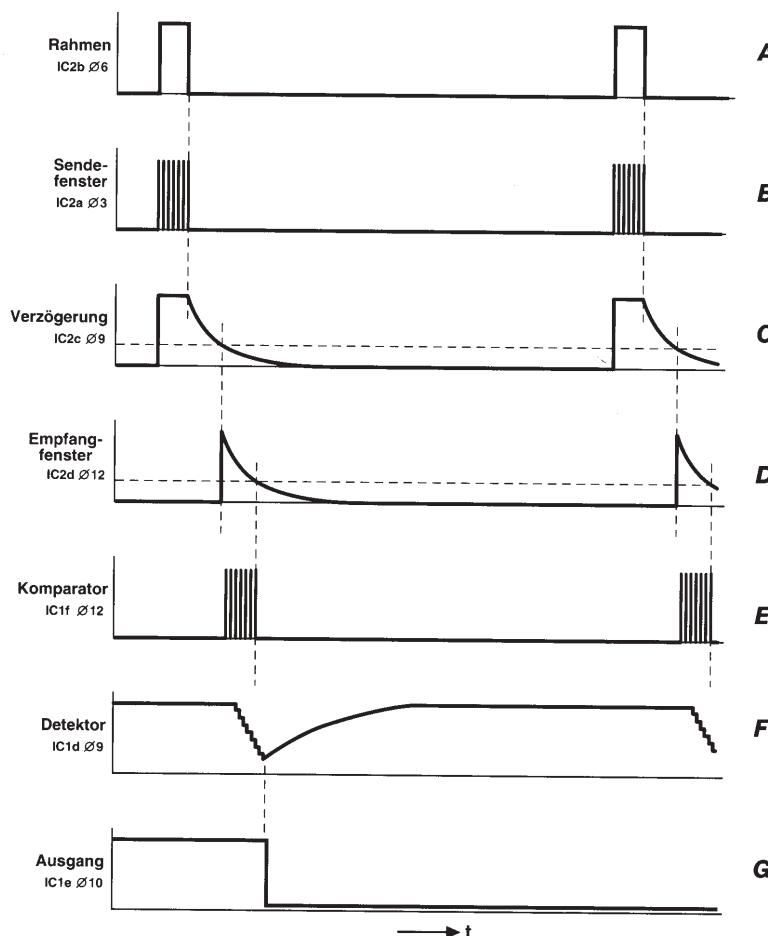 Rahmen
IC2b Ø6
A
Sende-
fenster
IC2a Ø3
B
Verzögerung
IC2c Ø9
C
Empfang-
fenster
IC2d Ø12
D
Komparator
IC1f Ø12
E
Detektor
IC1d Ø9
F
Ausgang
IC1e Ø10
G
t